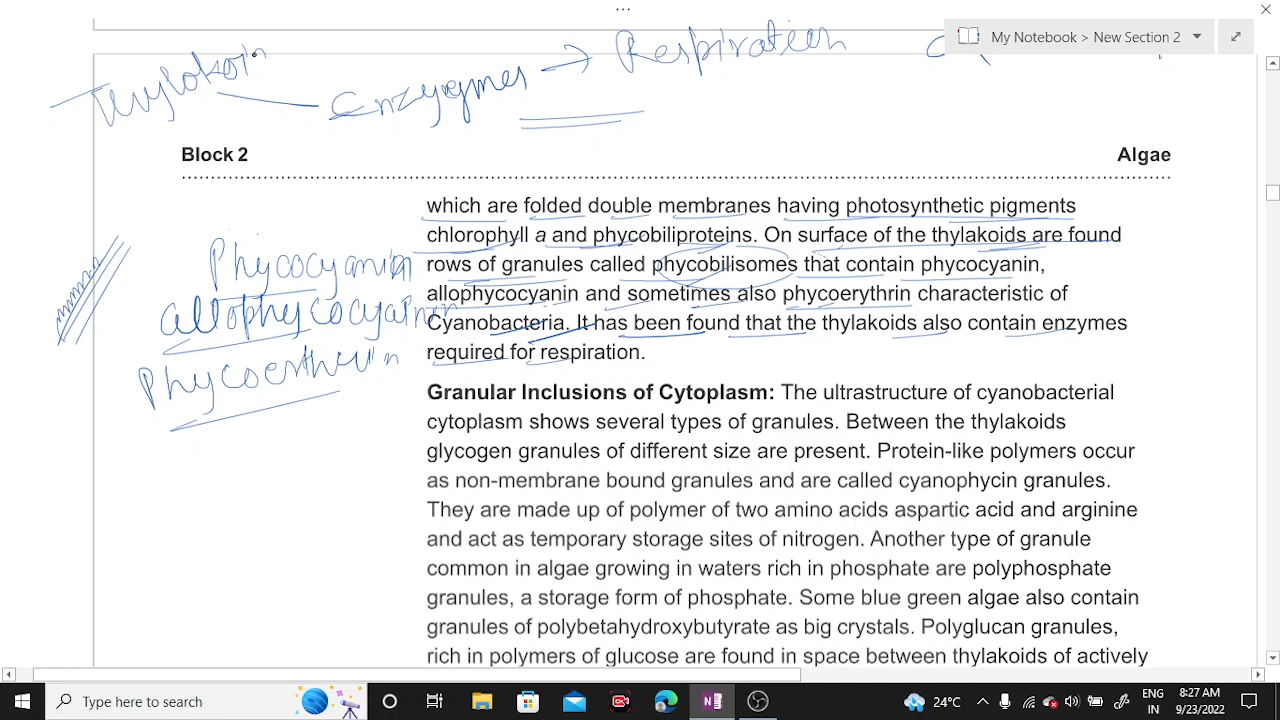 My Notebook > New Section 2
Thylokoin
Enzygmes → Respiration
Block 2
Algae
which are folded double membranes having photosynthetic pigments
chlorophyll a and phycobiliproteins. On surface of the thylakoids are found
rows of granules called phycobilisomes that contain phycocyanin,
allophycocyanin and sometimes also phycoerythrin characteristic of
Cyanobacteria. It has been found that the thylakoids also contain enzymes
required for respiration.
Phycocyanin
allophycocyanin
Phycoertherin
Granular Inclusions of Cytoplasm: The ultrastructure of cyanobacterial
cytoplasm shows several types of granules. Between the thylakoids
glycogen granules of different size are present. Protein-like polymers occur
as non-membrane bound granules and are called cyanophycin granules.
They are made up of polymer of two amino acids aspartic acid and arginine
and act as temporary storage sites of nitrogen. Another type of granule
common in algae growing in waters rich in phosphate are polyphosphate
granules, a storage form of phosphate. Some blue green algae also contain
granules of polybetahydroxybutyrate as big crystals. Polyglucan granules,
rich in polymers of glucose are found in space between thylakoids of actively
Type here to search
24°C
ENG
IN
8:27 AM
9/23/2022